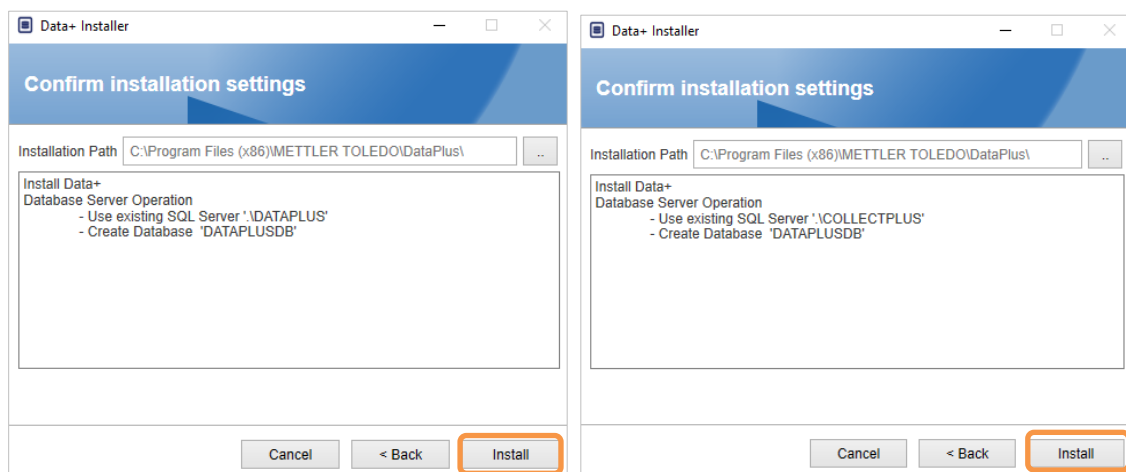 Data+ Installer
Confirm installation settings
Installation Path C:\Program Files (x86)\METTLER TOLEDO\DataPlus\ ..
Install Data+
Database Server Operation
- Use existing SQL Server '.\DATAPLUS'
- Create Database 'DATAPLUSDB'
Cancel < Back Install
Data+ Installer
Confirm installation settings
Installation Path C:\Program Files (x86)\METTLER TOLEDO\DataPlus\ ..
Install Data+
Database Server Operation
- Use existing SQL Server '.\COLLECTPLUS'
- Create Database 'DATAPLUSDB'
Cancel < Back Install